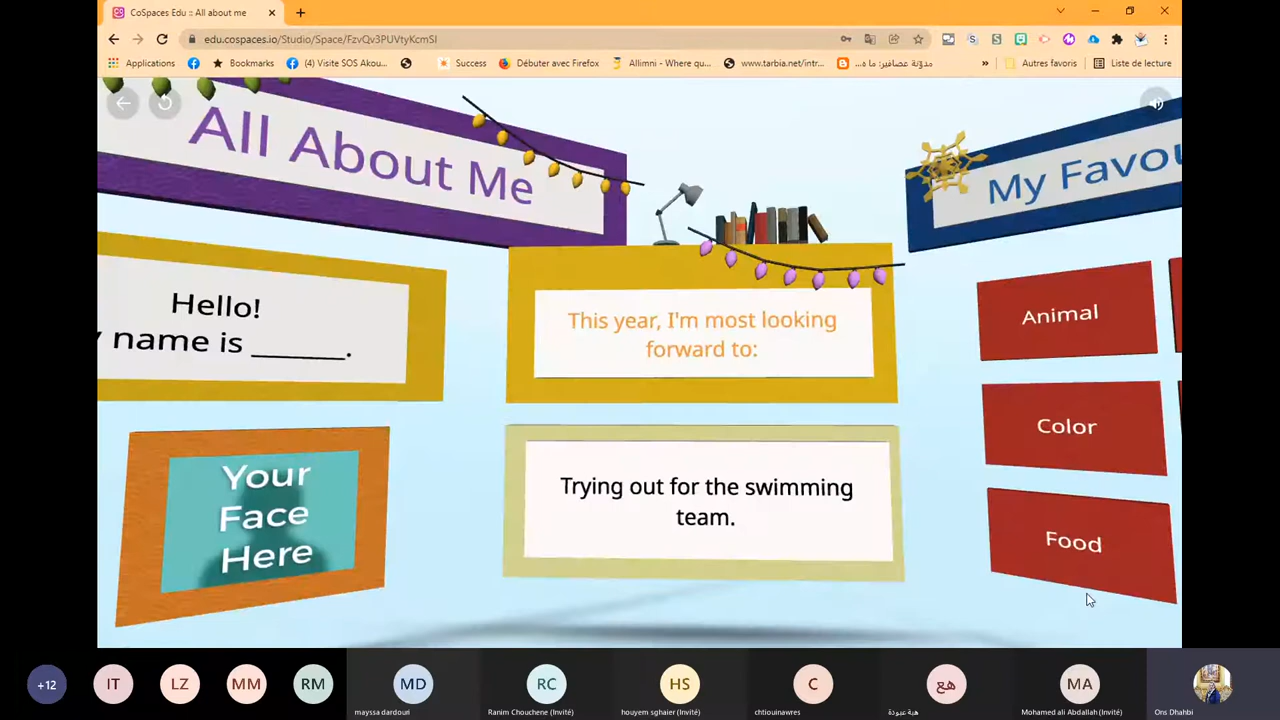 CoSpaces Edu :: All about me
edu.cospaces.io/Studio/Space/FzvQv3PUVtyKcmSI
Applications
Bookmarks
(4) Visite SOS Akou...
Success
Débuter avec Firefox
Allimni - Where qu...
www.tarbia.net/intr...
مدوّنة عصافير: ما ه...
»
Autres favoris
Liste de lecture
All About Me
My Favou
Hello!
y name is _______.
This year, I'm most looking
forward to:
Animal
Color
Food
Your
Face
Here
Trying out for the swimming
team.
+12
IT
LZ
MM
RM
MD
RC
HS
C
هع
MA
mayssa dardouri
Ranim Chouchene (Invité)
houyem sghaier (Invité)
chtiouinawres
هبة عبودة
Mohamed ali Abdallah (Invité)
Ons Dhahbi